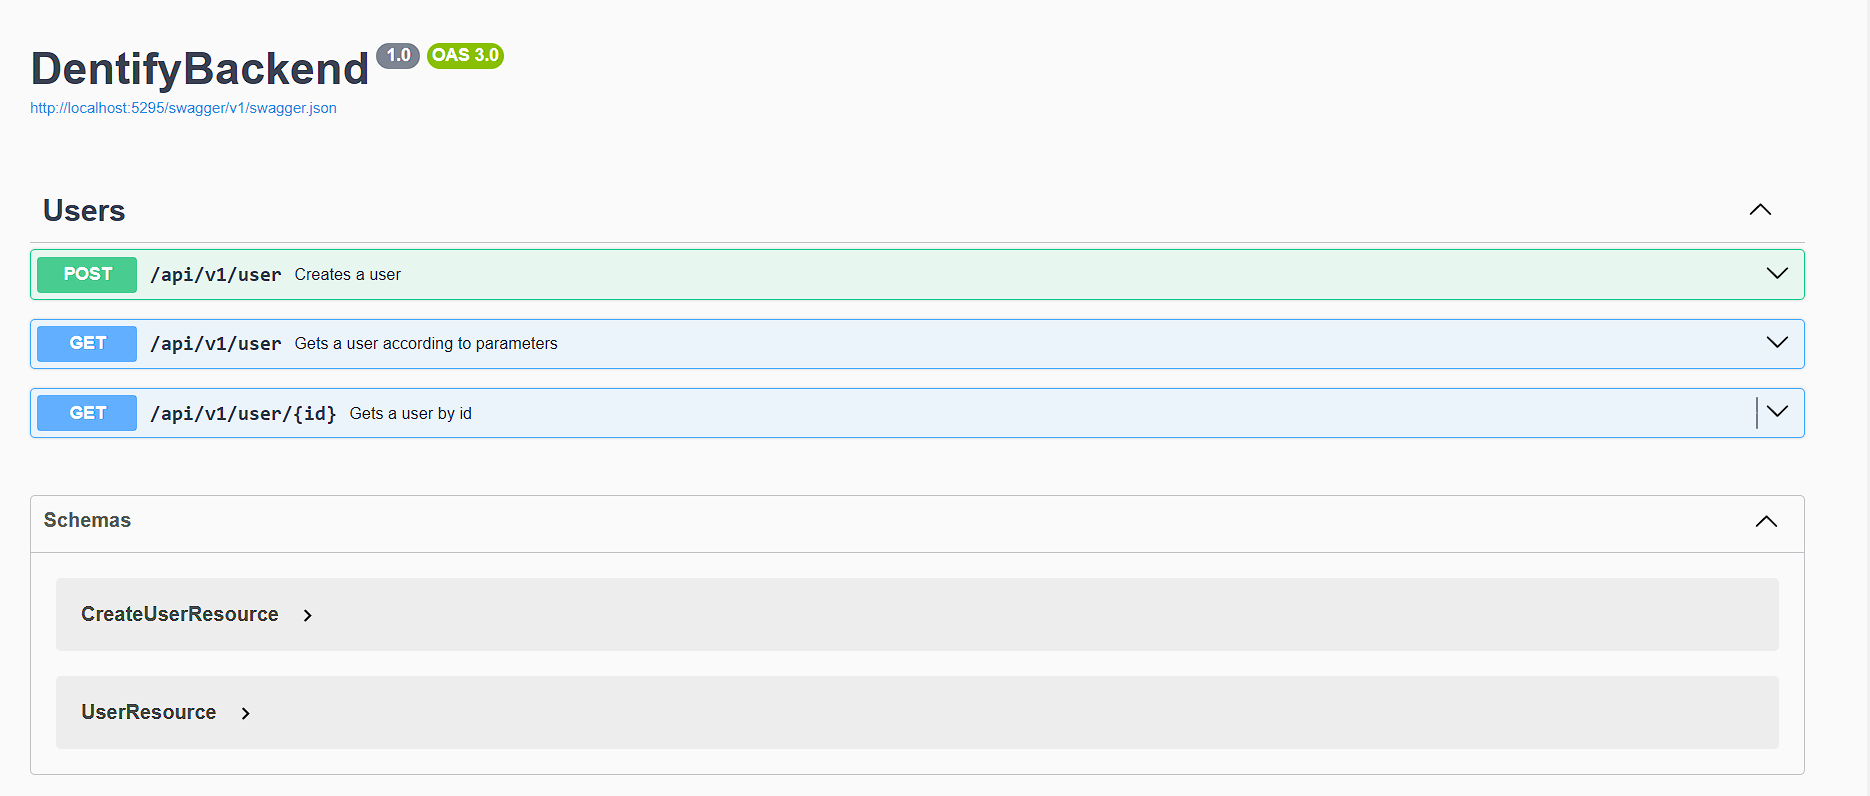 DentifyBackend 1.0 OAS 3.0
http://localhost:5295/swagger/v1/swagger.json
Users
POST /api/v1/user Creates a user
GET /api/v1/user Gets a user according to parameters
GET /api/v1/user/{id} Gets a user by id
Schemas
CreateUserResource
UserResource